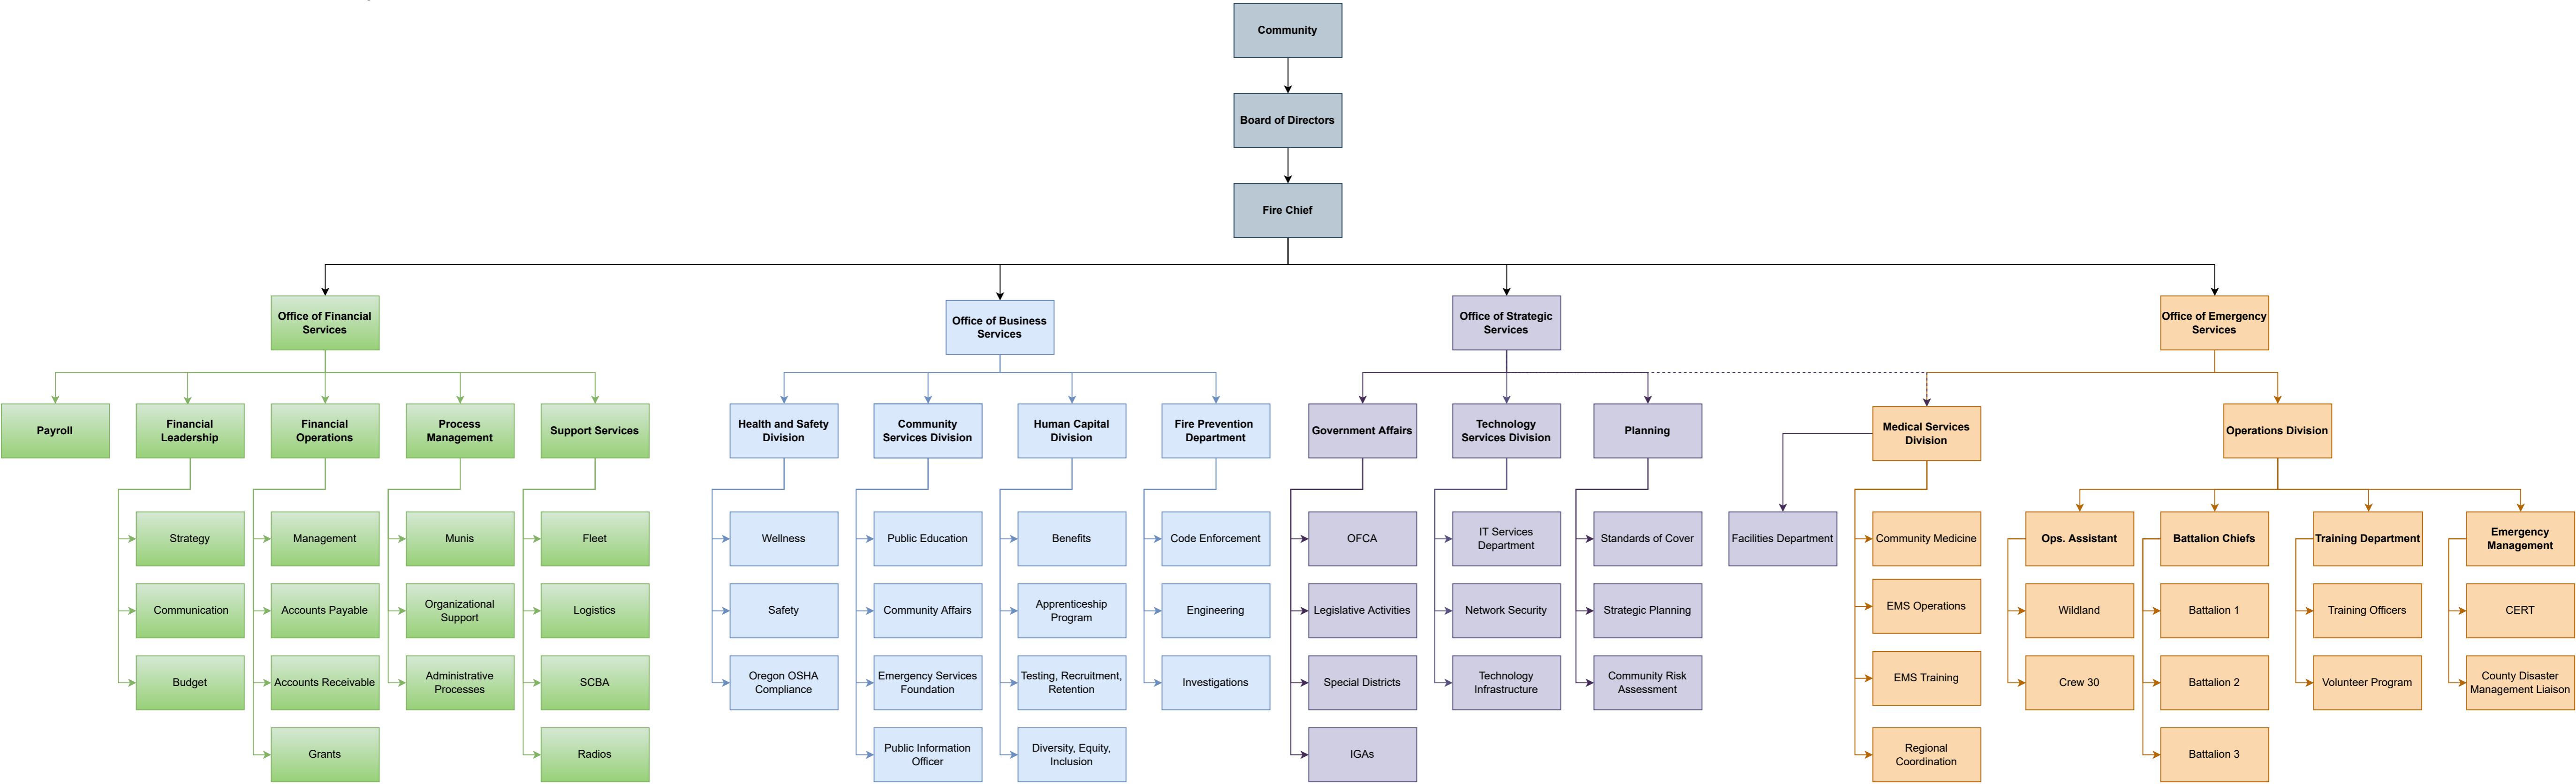 Community
Board of Directors
Fire Chief
Office of Financial
Services
Office of Business
Services
Office of Strategic
Services
Office of Emergency
Services
Payroll
Financial
Leadership
Financial
Operations
Process
Management
Support Services
Health and Safety
Division
Community
Services Division
Human Capital
Division
Fire Prevention
Department
Government Affairs
Technology
Services Division
Planning
Medical Services
Division
Operations Division
Strategy
Management
Munis
Fleet
Wellness
Public Education
Benefits
Code Enforcement
OFCA
IT Services
Department
Standards of Cover
Facilities Department
Community Medicine
Ops. Assistant
Battalion Chiefs
Training Department
Emergency
Management
Communication
Accounts Payable
Organizational
Support
Logistics
Safety
Community Affairs
Apprenticeship
Program
Engineering
Legislative Activities
Network Security
Strategic Planning
EMS Operations
Wildland
Battalion 1
Training Officers
CERT
Budget
Accounts Receivable
Administrative
Processes
SCBA
Oregon OSHA
Compliance
Emergency Services
Foundation
Testing, Recruitment,
Retention
Investigations
Special Districts
Technology
Infrastructure
Community Risk
Assessment
EMS Training
Crew 30
Battalion 2
Volunteer Program
County Disaster
Management Liaison
Grants
Radios
Public Information
Officer
Diversity, Equity,
Inclusion
IGAs
Regional
Coordination
Battalion 3